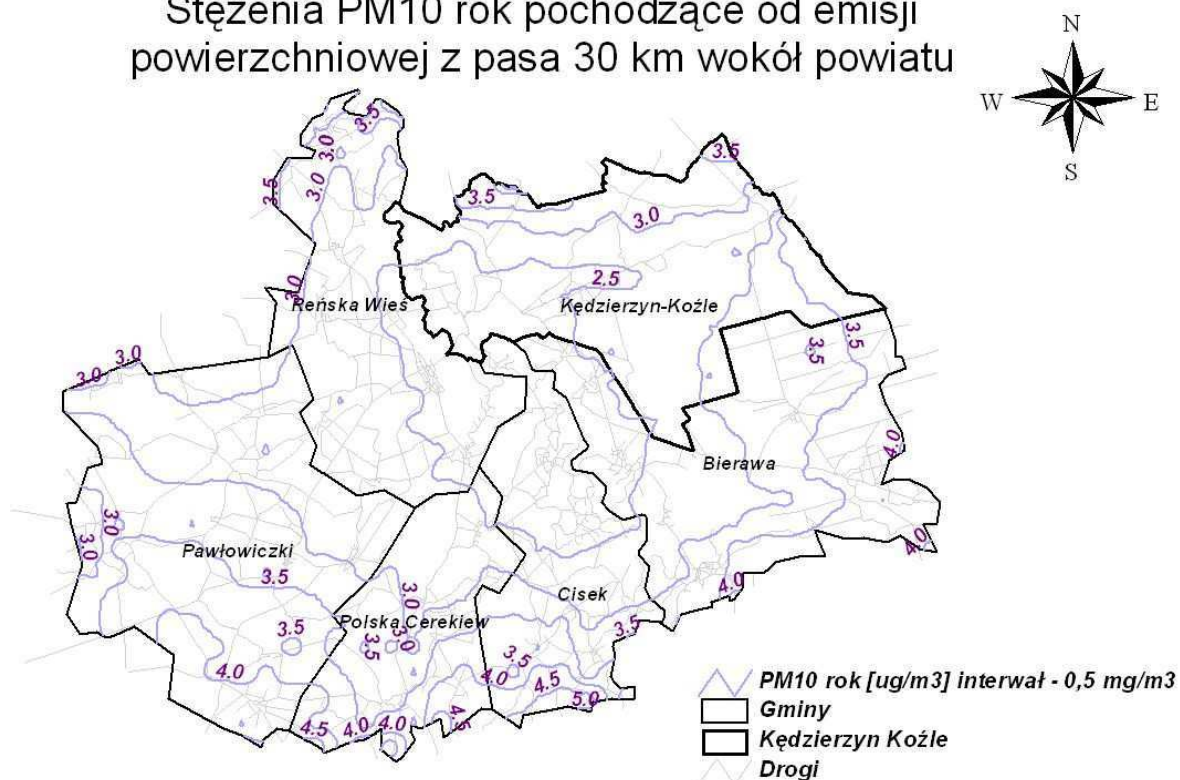 Stężenia PM10 rok pochodzące od emisji
powierzchniowej z pasa 30 km wokół powiatu
N
W
E
S
3.5
3.0
3.5
3.0
3.5
3.5
3.0
2.5
3.0
Reńska Wieś
Kędzierzyn-Koźle
3.5
3.5
3.0
3.0
4.0
Bierawa
3.0
3.0
Pawłowiczki
4.0
3.5
4.0
3.0
Cisek
Polska Cerekiew
3.5
3.5
3.0
3.5
3.5
4.0
4.0
4.5
5.0
4.5
4.5
4.0
4.0
PM10 rok [ug/m3] interwał - 0,5 mg/m3
Gminy
Kędzierzyn Koźle
Drogi